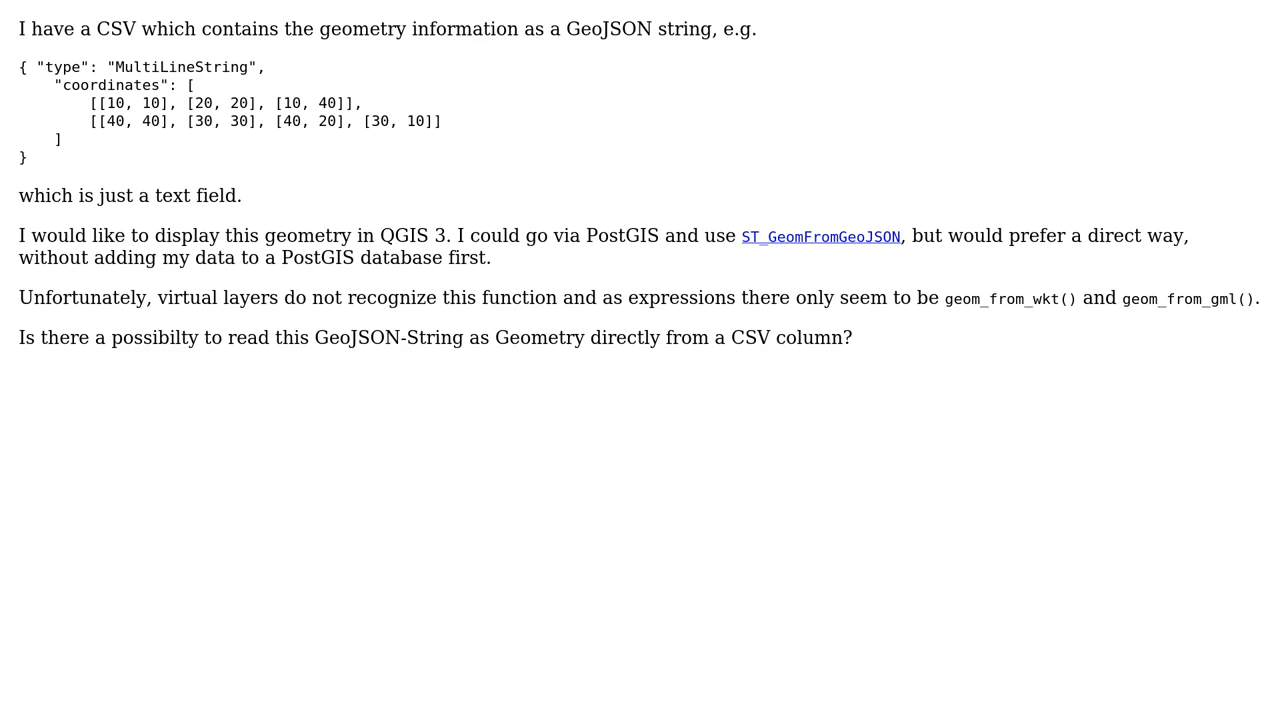 I have a CSV which contains the geometry information as a GeoJSON string, e.g.
{ "type": "MultiLineString",
    "coordinates": [
        [[10, 10], [20, 20], [10, 40]],
        [[40, 40], [30, 30], [40, 20], [30, 10]]
    ]
}
which is just a text field.
I would like to display this geometry in QGIS 3. I could go via PostGIS and use ST_GeomFromGeoJSON, but would prefer a direct way,
without adding my data to a PostGIS database first.
Unfortunately, virtual layers do not recognize this function and as expressions there only seem to be geom_from_wkt() and geom_from_gml().
Is there a possibilty to read this GeoJSON-String as Geometry directly from a CSV column?